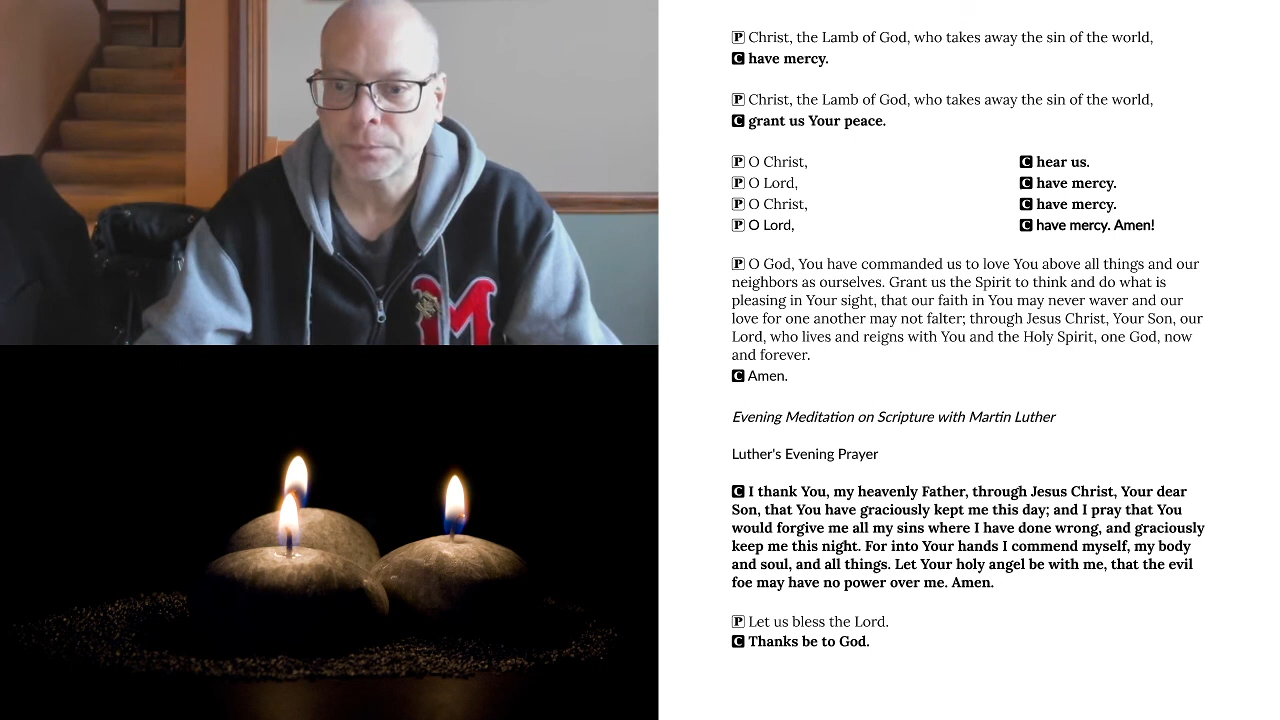 P Christ, the Lamb of God, who takes away the sin of the world,
C have mercy.
P Christ, the Lamb of God, who takes away the sin of the world,
C grant us Your peace.
P O Christ, C hear us.
P O Lord, C have mercy.
P O Christ, C have mercy.
P O Lord, C have mercy. Amen!
P O God, You have commanded us to love You above all things and our
neighbors as ourselves. Grant us the Spirit to think and do what is
pleasing in Your sight, that our faith in You may never waver and our
love for one another may not falter; through Jesus Christ, Your Son, our
Lord, who lives and reigns with You and the Holy Spirit, one God, now
and forever.
C Amen.
Evening Meditation on Scripture with Martin Luther
Luther's Evening Prayer
C I thank You, my heavenly Father, through Jesus Christ, Your dear
Son, that You have graciously kept me this day; and I pray that You
would forgive me all my sins where I have done wrong, and graciously
keep me this night. For into Your hands I commend myself, my body
and soul, and all things. Let Your holy angel be with me, that the evil
foe may have no power over me. Amen.
P Let us bless the Lord.
C Thanks be to God.
M